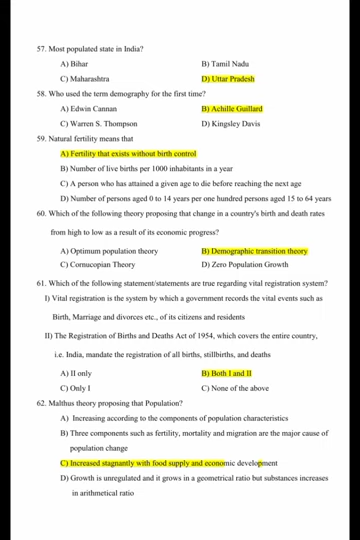 57. Most populated state in India?
A) Bihar B) Tamil Nadu
C) Maharashtra D) Uttar Pradesh
58. Who used the term demography for the first time?
A) Edwin Cannan B) Achille Guillard
C) Warren S. Thompson D) Kingsley Davis
59. Natural fertility means that
A) Fertility that exists without birth control
B) Number of live births per 1000 inhabitants in a year
C) A person who has attained a given age to die before reaching the next age
D) Number of persons aged 0 to 14 years per one hundred persons aged 15 to 64 years
60. Which of the following theory proposing that change in a country's birth and death rates
from high to low as a result of its economic progress?
A) Optimum population theory B) Demographic transition theory
C) Cornucopian Theory D) Zero Population Growth
61. Which of the following statement/statements are true regarding vital registration system?
I) Vital registration is the system by which a government records the vital events such as
Birth, Marriage and divorces etc., of its citizens and residents
II) The Registration of Births and Deaths Act of 1954, which covers the entire country,
i.e. India, mandate the registration of all births, stillbirths, and deaths
A) II only B) Both I and II
C) Only I C) None of the above
62. Malthus theory proposing that Population?
A) Increasing according to the components of population characteristics
B) Three components such as fertility, mortality and migration are the major cause of
population change
C) Increased stagnantly with food supply and economic development
D) Growth is unregulated and it grows in a geometrical ratio but substances increases
in arithmetical ratio